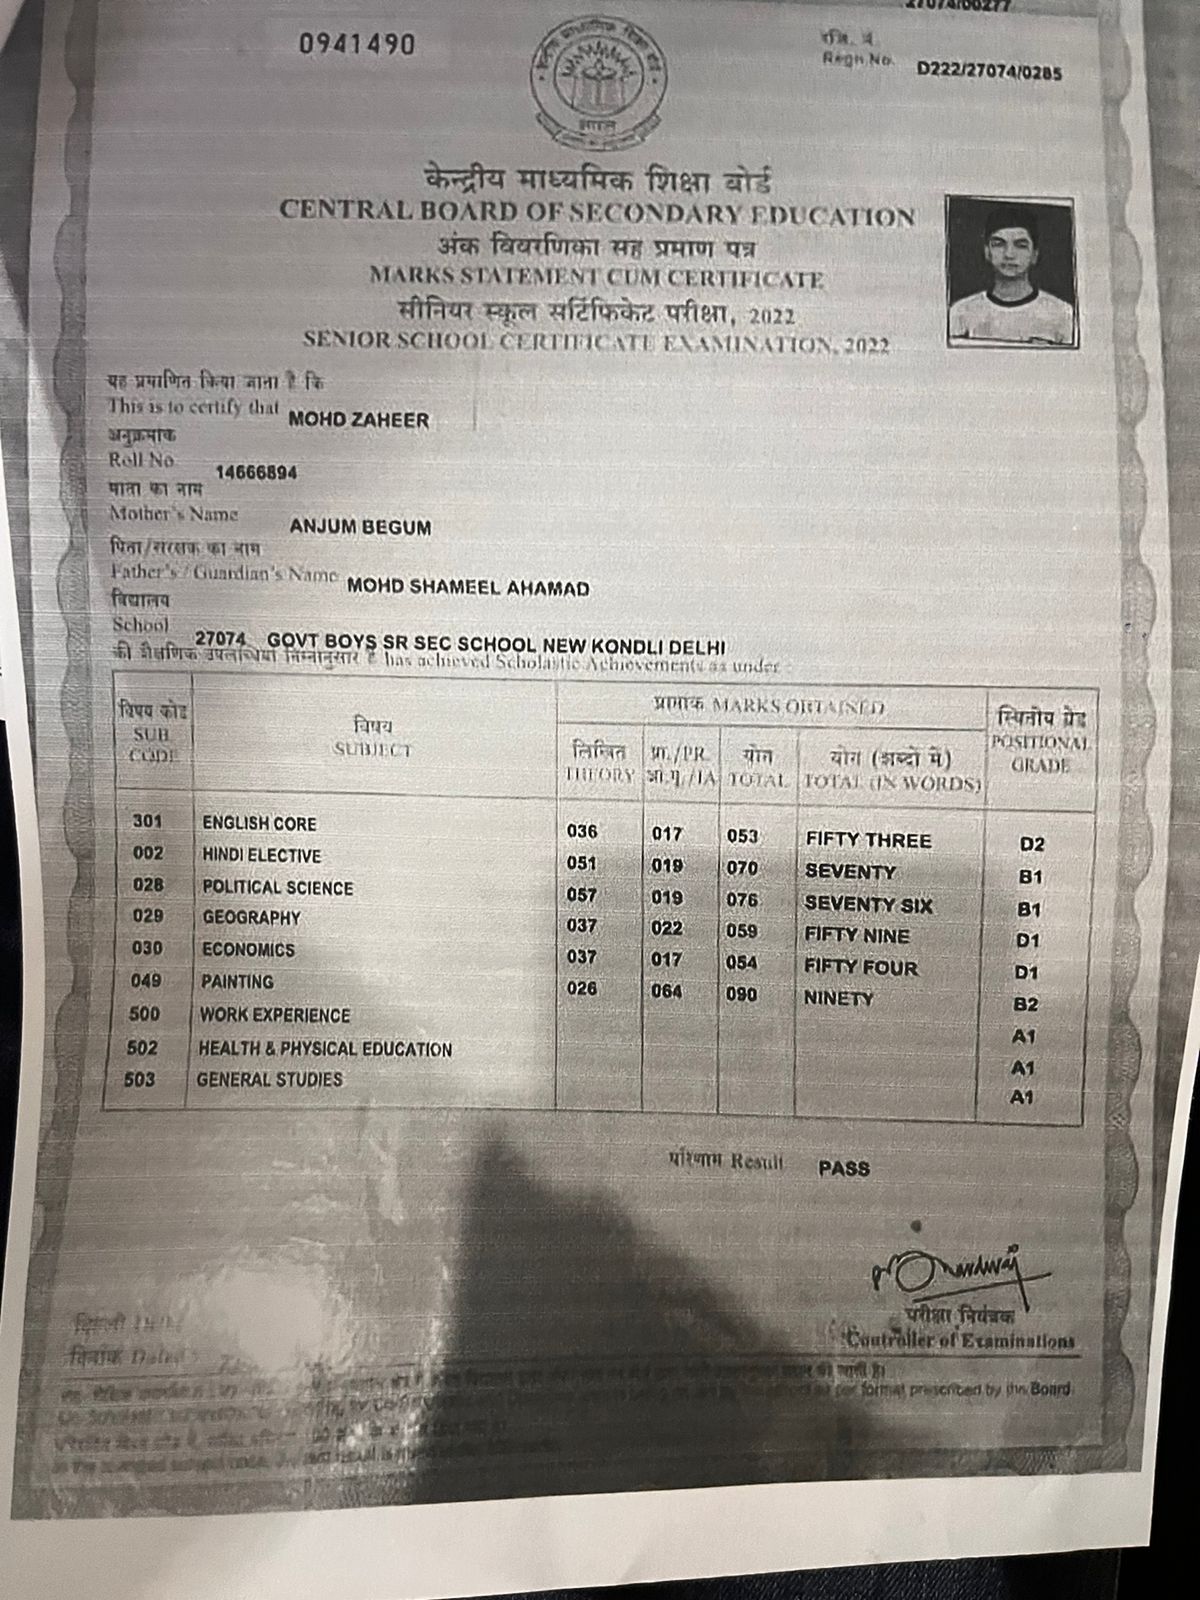 27074/00277
0941490
रजि. नं.
Regn.No. D222/27074/0285
भारत
केन्द्रीय माध्यमिक शिक्षा बोर्ड
CENTRAL BOARD OF SECONDARY EDUCATION
अंक विवरणिका सह प्रमाण पत्र
MARKS STATEMENT CUM CERTIFICATE
सीनियर स्कूल सर्टिफिकेट परीक्षा, 2022
SENIOR SCHOOL CERTIFICATE EXAMINATION, 2022
यह प्रमाणित किया जाता है कि
This is to certify that MOHD ZAHEER
अनुक्रमांक
Roll No 14666894
माता का नाम
Mother's Name ANJUM BEGUM
पिता/संरक्षक का नाम
Father's / Guardian's Name MOHD SHAMEEL AHAMAD
विद्यालय
School 27074 GOVT BOYS SR SEC SCHOOL NEW KONDLI DELHI
की शैक्षणिक उपलब्धियां निम्नानुसार है has achieved Scholastic Achievements as under :
विषय कोड SUB CODE विषय SUBJECT प्राप्तांक MARKS OBTAINED स्थितीय ग्रेड POSITIONAL GRADE
लिखित THEORY प्रा./PR. आ.मू./IA योग TOTAL योग (शब्दों में) TOTAL (IN WORDS)
301 ENGLISH CORE 036 017 053 FIFTY THREE D2
002 HINDI ELECTIVE 051 019 070 SEVENTY B1
028 POLITICAL SCIENCE 057 019 076 SEVENTY SIX B1
029 GEOGRAPHY 037 022 059 FIFTY NINE D1
030 ECONOMICS 037 017 054 FIFTY FOUR D1
049 PAINTING 026 064 090 NINETY B2
500 WORK EXPERIENCE A1
502 HEALTH & PHYSICAL EDUCATION A1
503 GENERAL STUDIES A1
परिणाम Result PASS
परीक्षा नियंत्रक
Controller of Examinations
दिनांक Dated
format prescribed by the Board